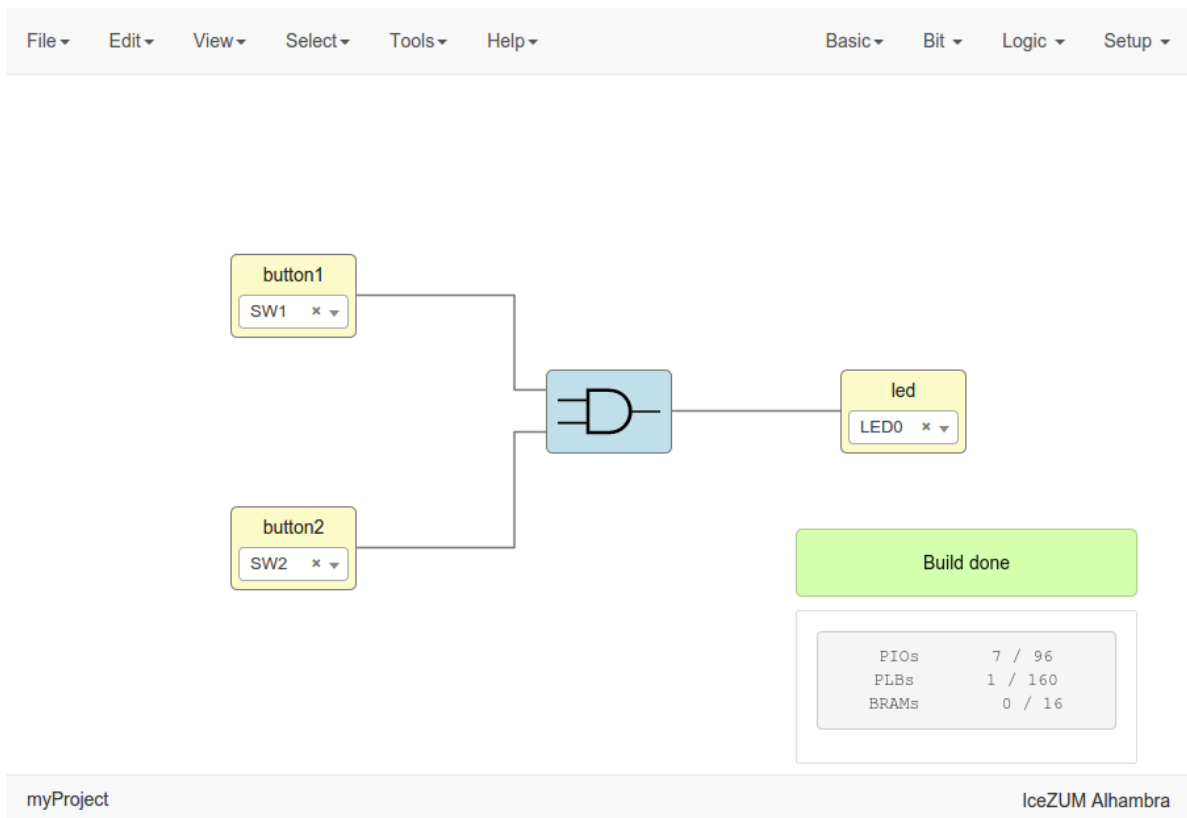 File Edit View Select Tools Help Basic Bit Logic Setup
button1
SW1 ×
led
LED0 ×
button2
SW2 ×
Build done
PIOs 7 / 96
PLBs 1 / 160
BRAMs 0 / 16
myProject IceZUM Alhambra